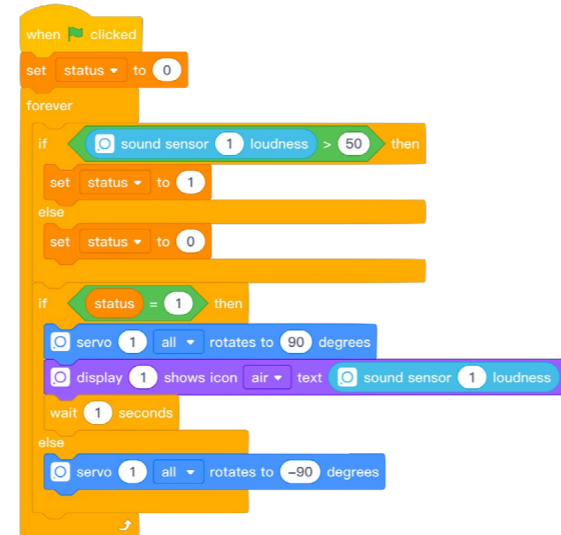 when clicked
set status to 0
forever
if sound sensor 1 loudness > 50 then
set status to 1
else
set status to 0
if status = 1 then
servo 1 all rotates to 90 degrees
display 1 shows icon air text sound sensor 1 loudness
wait 1 seconds
else
servo 1 all rotates to -90 degrees